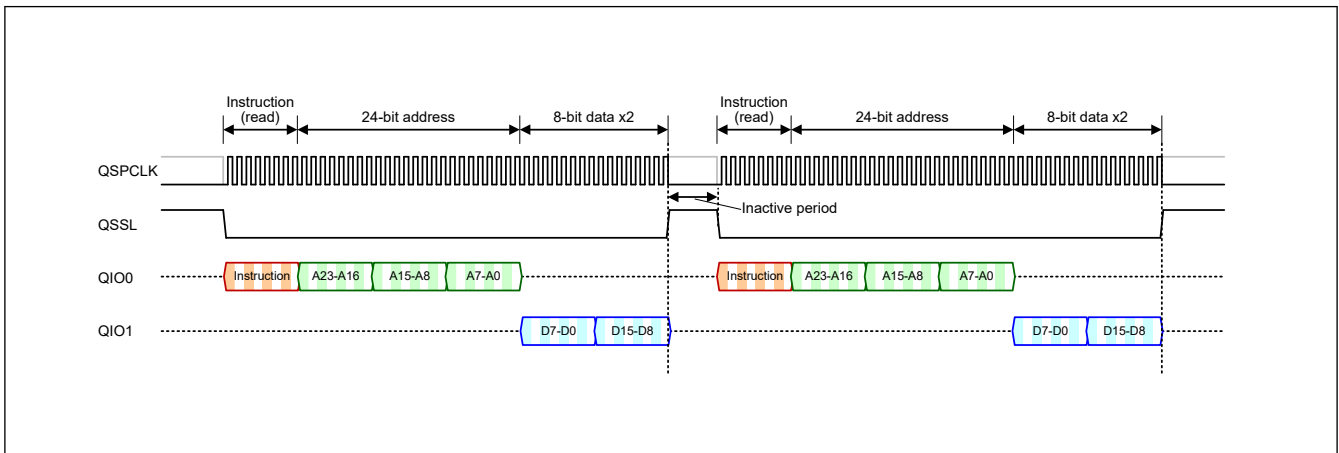 Instruction
(read)
24-bit address
8-bit data x2
Instruction
(read)
24-bit address
8-bit data x2
QSPCLK
Inactive period
QSSL
QIO0
Instruction
A23-A16
A15-A8
A7-A0
Instruction
A23-A16
A15-A8
A7-A0
QIO1
D7-D0
D15-D8
D7-D0
D15-D8